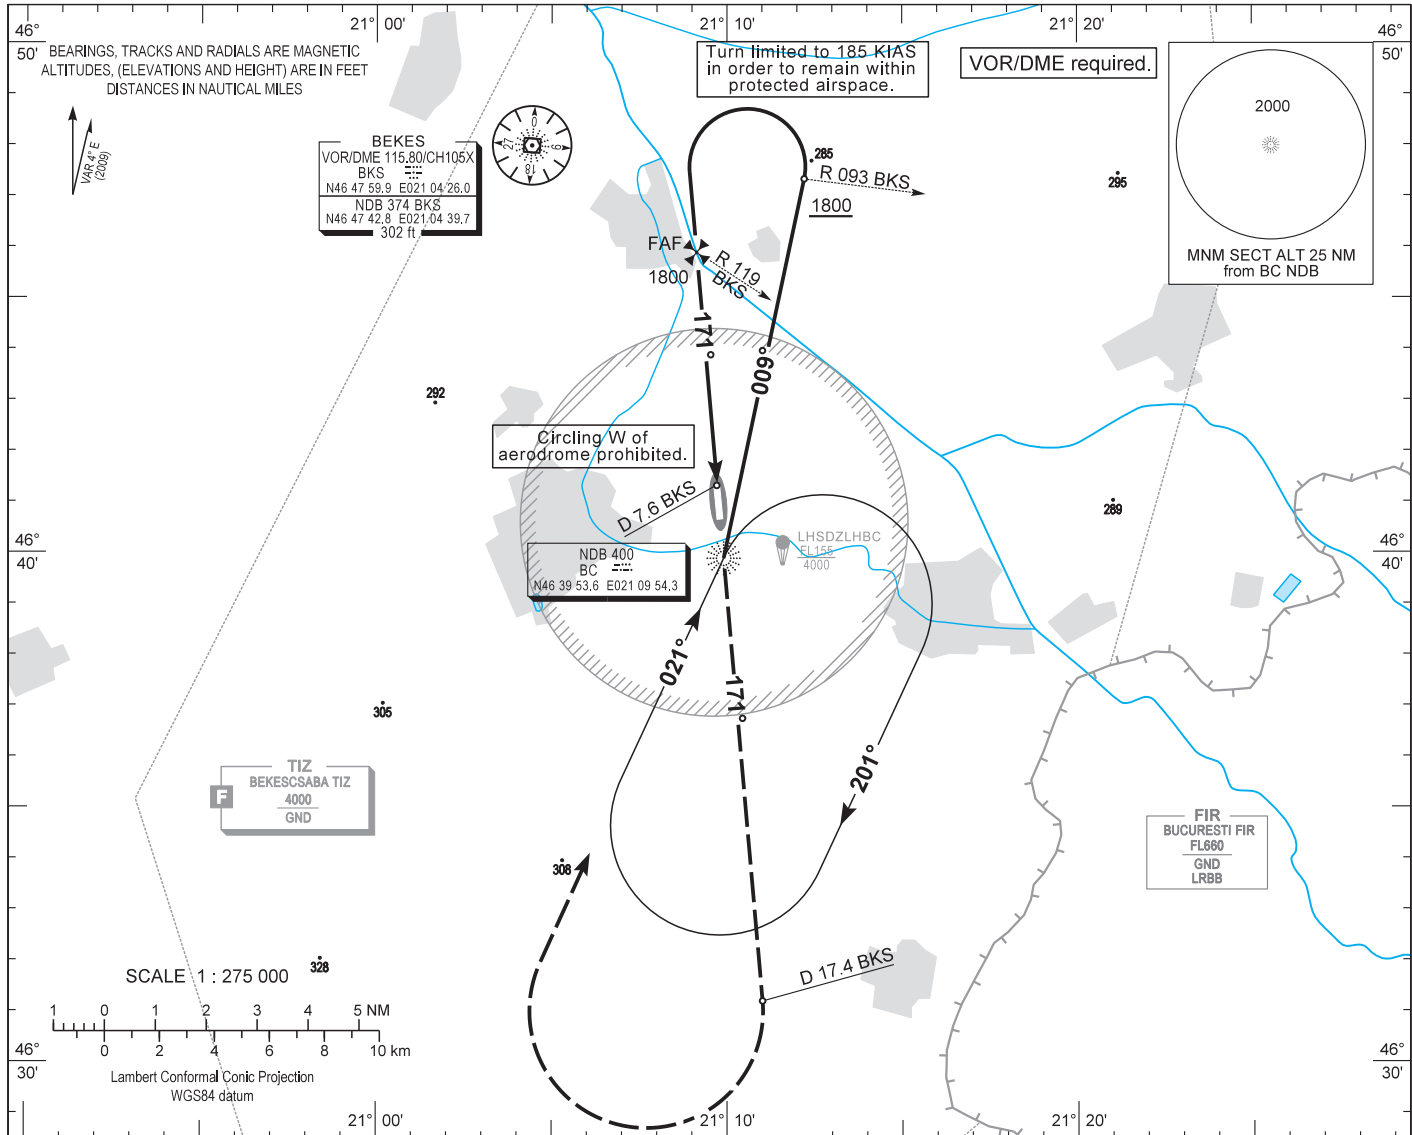 46°
50'
21° 00'
21° 10'
21° 20'
46°
50'
BEARINGS, TRACKS AND RADIALS ARE MAGNETIC
ALTITUDES, (ELEVATIONS AND HEIGHT) ARE IN FEET
DISTANCES IN NAUTICAL MILES
VAR 4° E
(2009)
Turn limited to 185 KIAS
in order to remain within
protected airspace.
VOR/DME required.
2000
MNM SECT ALT 25 NM
from BC NDB
BEKES
VOR/DME 115.80/CH105X
BKS
N46 47 59.9 E021 04 26.0
NDB 374 BKS
N46 47 42.8 E021 04 39.7
302 ft
0
9
18
27
285
R 093 BKS
1800
295
FAF
1800
R 119
BKS
171°
009°
292
Circling W of
aerodrome prohibited.
D 7.6 BKS
289
46°
40'
46°
40'
NDB 400
BC
N46 39 53.6 E021 09 54.3
LHSDZLHBC
FL155
4000
021°
171°
201°
305
TIZ
BEKESCSABA TIZ
4000
GND
F
FIR
BUCURESTI FIR
FL660
GND
LRBB
308
328
D 17.4 BKS
SCALE 1 : 275 000
1 0 1 2 3 4 5 NM
0 2 4 6 8 10 km
Lambert Conformal Conic Projection
WGS84 datum
46°
30'
46°
30'
21° 00'
21° 10'
21° 20'